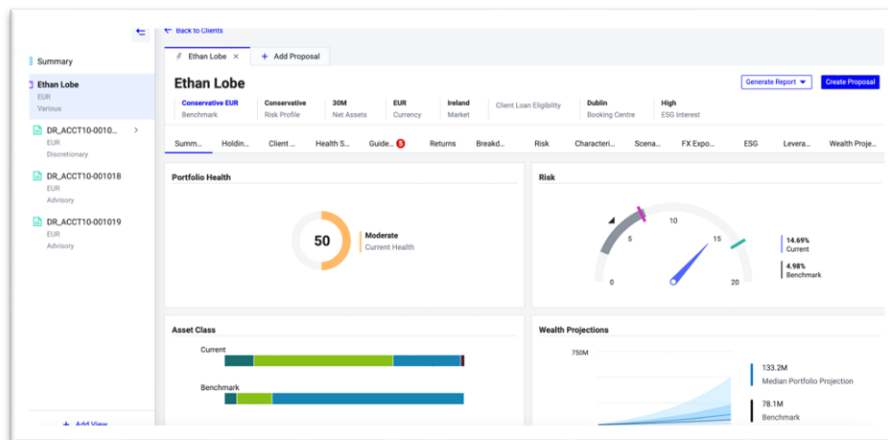 Back to Clients
Summary
Ethan Lobe
EUR
Various
DR_ACCT10-0010...
EUR
Discretionary
DR_ACCT10-001018
EUR
Advisory
DR_ACCT10-001019
EUR
Advisory
+ Add View
Ethan Lobe ×
+ Add Proposal
Ethan Lobe
Generate Report
Create Proposal
Conservative EUR
Benchmark
Conservative
Risk Profile
30M
Net Assets
EUR
Currency
Ireland
Market
Client Loan Eligibility
Dublin
Booking Centre
High
ESG Interest
Summ... Holdin... Client ... Health S... Guide... 5 Returns Breakd... Risk Characteri... Scena... FX Expo... ESG Levera... Wealth Proje...
Portfolio Health
50
Moderate
Current Health
Risk
0 5 10 15 20
14.69%
Current
4.98%
Benchmark
Asset Class
Current
Benchmark
Wealth Projections
750M
133.2M
Median Portfolio Projection
78.1M
Benchmark